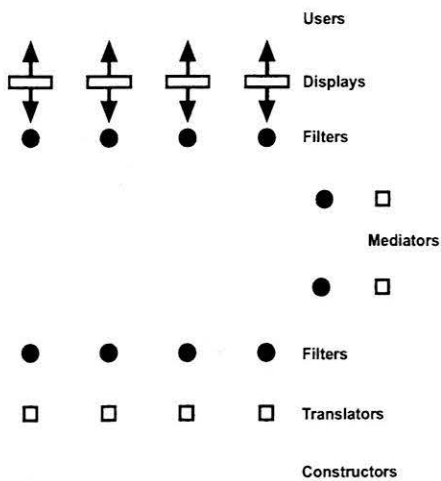 Users
Displays
Filters
Mediators
Filters
Translators
Constructors